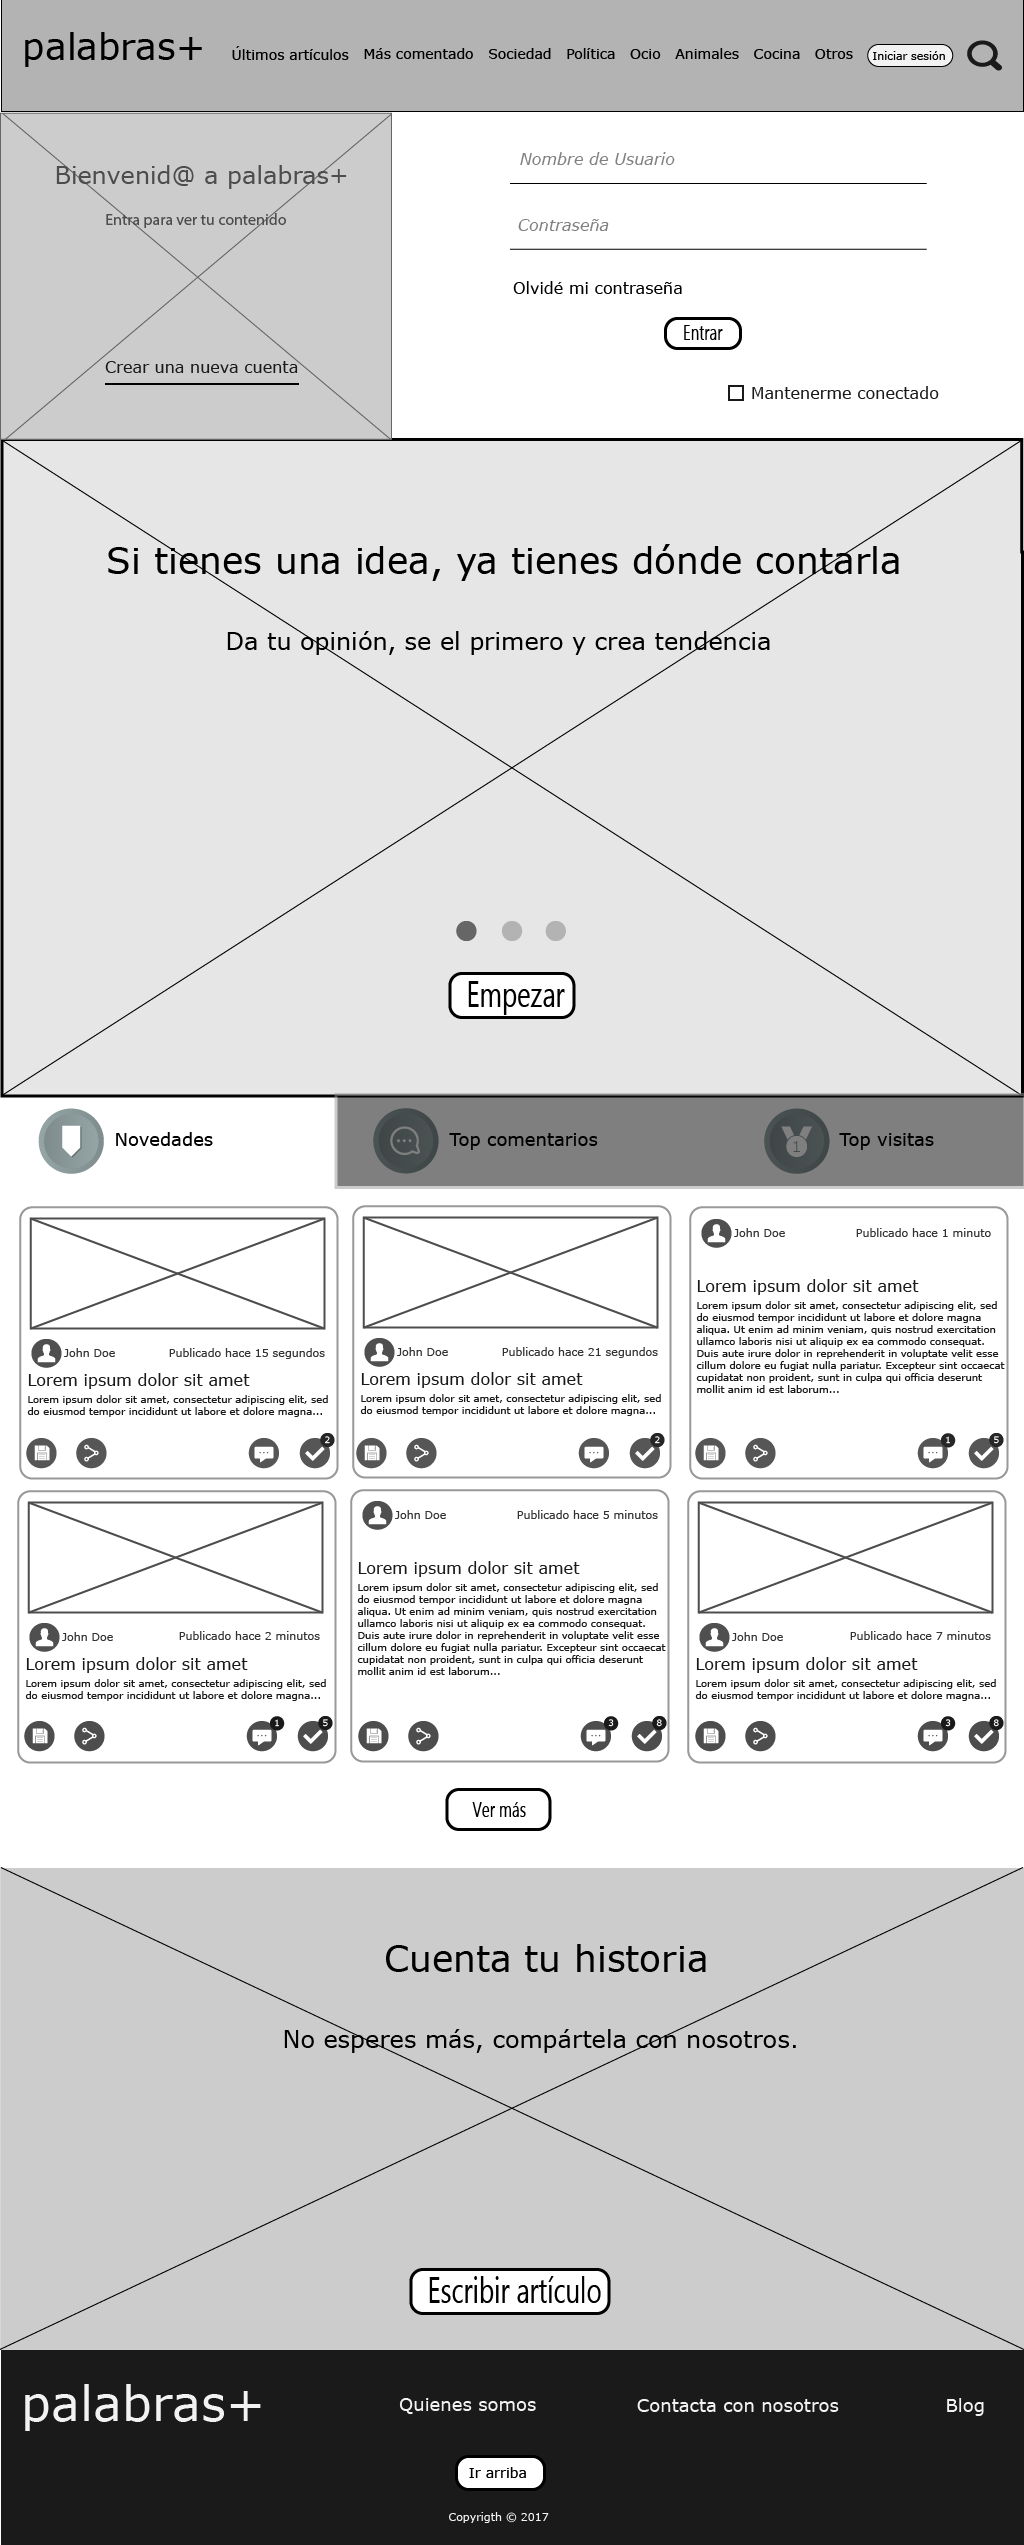 palabras+
Últimos artículos Más comentado Sociedad Política Ocio Animales Cocina Otros Iniciar sesión
Bienvenid@ a palabras+
Entra para ver tu contenido
Crear una nueva cuenta
Nombre de Usuario
Contraseña
Olvidé mi contraseña
Entrar
Mantenerme conectado
Si tienes una idea, ya tienes dónde contarla
Da tu opinión, se el primero y crea tendencia
Empezar
Novedades
Top comentarios
1
Top visitas
John Doe Publicado hace 15 segundos
Lorem ipsum dolor sit amet
Lorem ipsum dolor sit amet, consectetur adipiscing elit, sed
do eiusmod tempor incididunt ut labore et dolore magna...
2
John Doe Publicado hace 21 segundos
Lorem ipsum dolor sit amet
Lorem ipsum dolor sit amet, consectetur adipiscing elit, sed
do eiusmod tempor incididunt ut labore et dolore magna...
2
John Doe Publicado hace 1 minuto
Lorem ipsum dolor sit amet
Lorem ipsum dolor sit amet, consectetur adipiscing elit, sed
do eiusmod tempor incididunt ut labore et dolore magna
aliqua. Ut enim ad minim veniam, quis nostrud exercitation
ullamco laboris nisi ut aliquip ex ea commodo consequat.
Duis aute irure dolor in reprehenderit in voluptate velit esse
cillum dolore eu fugiat nulla pariatur. Excepteur sint occaecat
cupidatat non proident, sunt in culpa qui officia deserunt
mollit anim id est laborum...
1 5
John Doe Publicado hace 2 minutos
Lorem ipsum dolor sit amet
Lorem ipsum dolor sit amet, consectetur adipiscing elit, sed
do eiusmod tempor incididunt ut labore et dolore magna...
1 5
John Doe Publicado hace 5 minutos
Lorem ipsum dolor sit amet
Lorem ipsum dolor sit amet, consectetur adipiscing elit, sed
do eiusmod tempor incididunt ut labore et dolore magna
aliqua. Ut enim ad minim veniam, quis nostrud exercitation
ullamco laboris nisi ut aliquip ex ea commodo consequat.
Duis aute irure dolor in reprehenderit in voluptate velit esse
cillum dolore eu fugiat nulla pariatur. Excepteur sint occaecat
cupidatat non proident, sunt in culpa qui officia deserunt
mollit anim id est laborum...
3 8
John Doe Publicado hace 7 minutos
Lorem ipsum dolor sit amet
Lorem ipsum dolor sit amet, consectetur adipiscing elit, sed
do eiusmod tempor incididunt ut labore et dolore magna...
3 8
Ver más
Cuenta tu historia
No esperes más, compártela con nosotros.
Escribir artículo
palabras+
Quienes somos
Contacta con nosotros
Blog
Ir arriba
Copyrigth © 2017